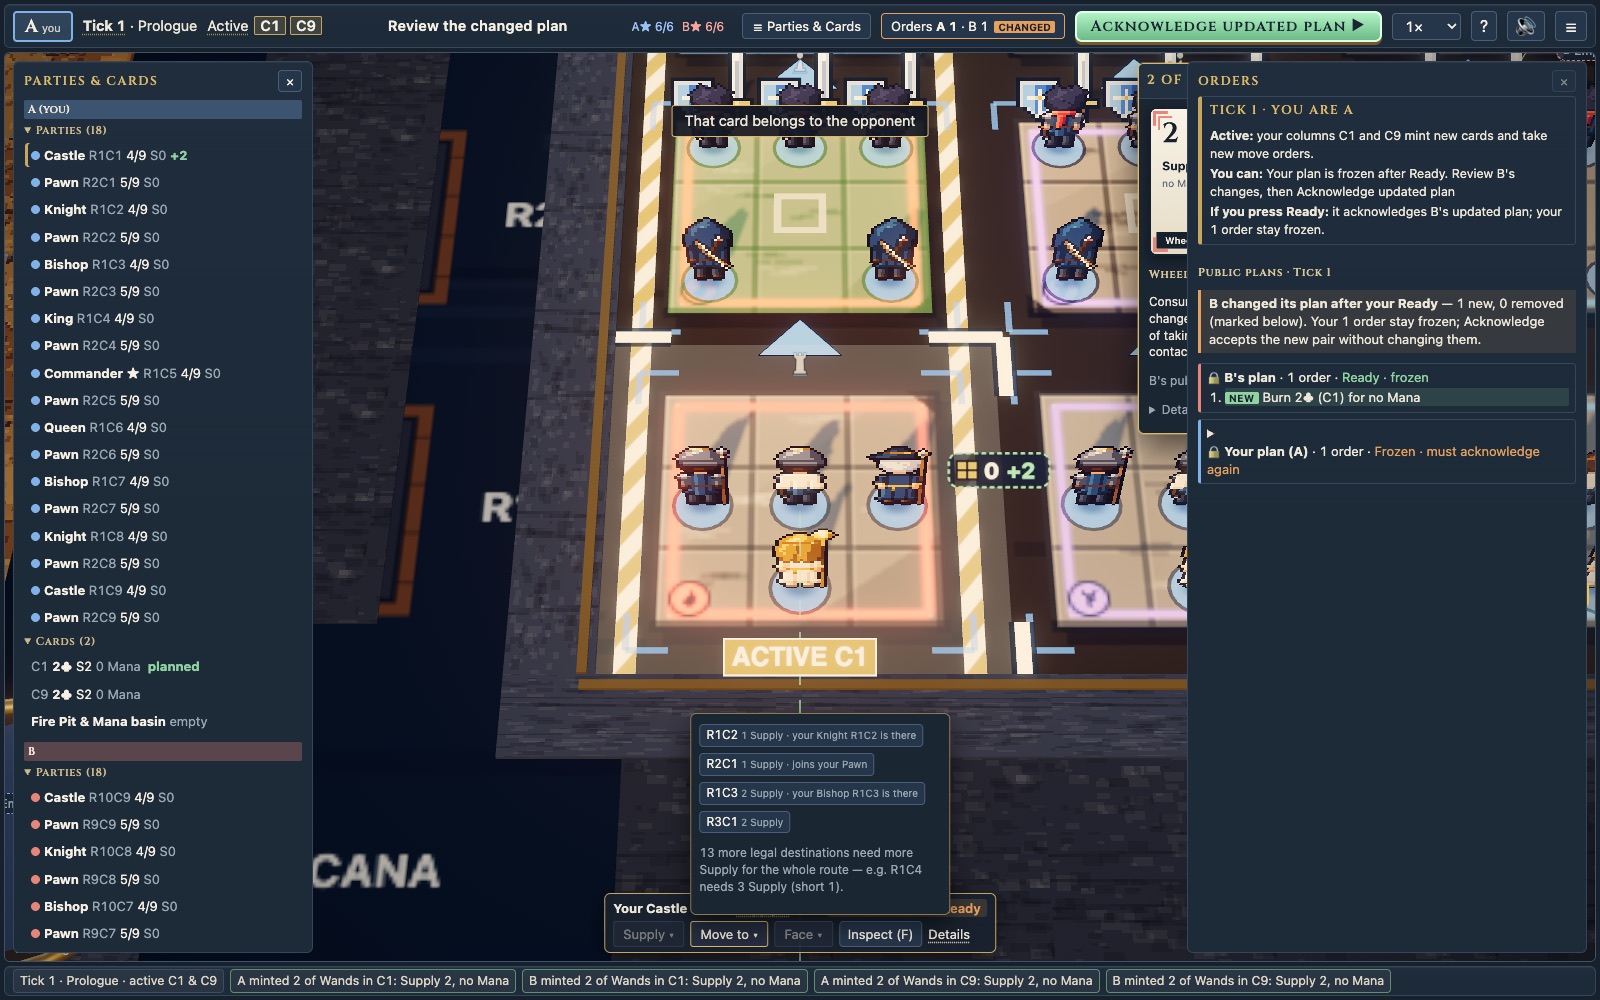 A you
Tick 1 · Prologue Active C1 C9
Review the changed plan
A★ 6/6 B★ 6/6
≡ Parties & Cards
Orders A 1 · B 1 CHANGED
Acknowledge updated plan ▶
1×
?
≡
Parties & Cards
×
A (you)
▼ Parties (18)
Castle R1C1 4/9 S0 +2
Pawn R2C1 5/9 S0
Knight R1C2 4/9 S0
Pawn R2C2 5/9 S0
Bishop R1C3 4/9 S0
Pawn R2C3 5/9 S0
King R1C4 4/9 S0
Pawn R2C4 5/9 S0
Commander ★ R1C5 4/9 S0
Pawn R2C5 5/9 S0
Queen R1C6 4/9 S0
Pawn R2C6 5/9 S0
Bishop R1C7 4/9 S0
Pawn R2C7 5/9 S0
Knight R1C8 4/9 S0
Pawn R2C8 5/9 S0
Castle R1C9 4/9 S0
Pawn R2C9 5/9 S0
▼ Cards (2)
C1 2♣ S2 0 Mana planned
C9 2♣ S2 0 Mana
Fire Pit & Mana basin empty
B
▼ Parties (18)
Castle R10C9 4/9 S0
Pawn R9C9 5/9 S0
Knight R10C8 4/9 S0
Pawn R9C8 5/9 S0
Bishop R10C7 4/9 S0
Pawn R9C7 5/9 S0
That card belongs to the opponent
0 +2
ACTIVE C1
CANA
R1C2 1 Supply · your Knight R1C2 is there
R2C1 1 Supply · joins your Pawn
R1C3 2 Supply · your Bishop R1C3 is there
R3C1 2 Supply
13 more legal destinations need more
Supply for the whole route — e.g. R1C4
needs 3 Supply (short 1).
Your Castle
eady
Supply ▾
Move to ▾
Face ▾
Inspect (F)
Details
2 OF
2
Supp
no M
Whee
Wheel
Consu
change
of takin
contac
B's pul
▶ Deta
Orders
×
Tick 1 · You are A
Active: your columns C1 and C9 mint new cards and take
new move orders.
You can: Your plan is frozen after Ready. Review B's
changes, then Acknowledge updated plan
If you press Ready: it acknowledges B's updated plan; your
1 order stay frozen.
Public plans · Tick 1
B changed its plan after your Ready — 1 new, 0 removed
(marked below). Your 1 order stay frozen; Acknowledge
accepts the new pair without changing them.
B's plan · 1 order · Ready · frozen
1. NEW Burn 2♣ (C1) for no Mana
▶
Your plan (A) · 1 order · Frozen · must acknowledge
again
Tick 1 · Prologue · active C1 & C9
A minted 2 of Wands in C1: Supply 2, no Mana
B minted 2 of Wands in C1: Supply 2, no Mana
A minted 2 of Wands in C9: Supply 2, no Mana
B minted 2 of Wands in C9: Supply 2, no Mana